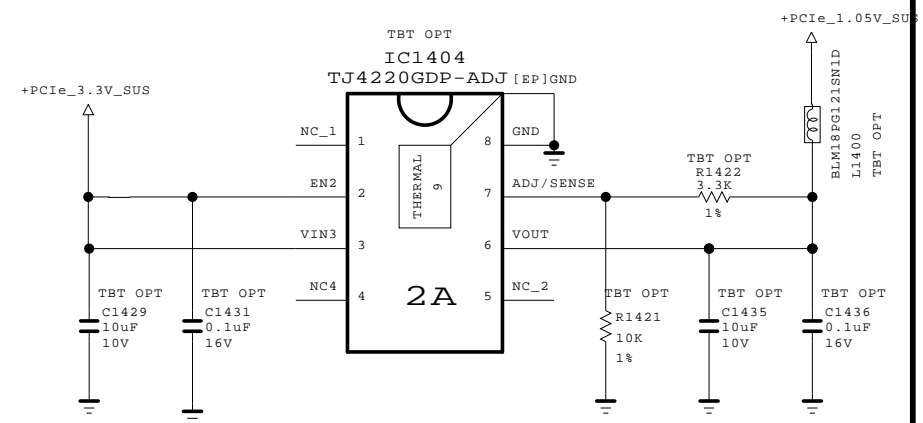 +PCIe_1.05V_SUS
TBT OPT
IC1404
TJ4220GDP-ADJ
[EP]GND
+PCIe_3.3V_SUS
BLM18PG121SN1D
L1400
TBT OPT
NC_1
1
8
GND
THERMAL
9
TBT OPT
R1422
3.3K
1%
EN2
2
7
ADJ/SENSE
VIN3
3
6
VOUT
NC4
4
2A
5
NC_2
TBT OPT
C1429
10uF
10V
TBT OPT
C1431
0.1uF
16V
TBT OPT
R1421
10K
1%
TBT OPT
C1435
10uF
10V
TBT OPT
C1436
0.1uF
16V